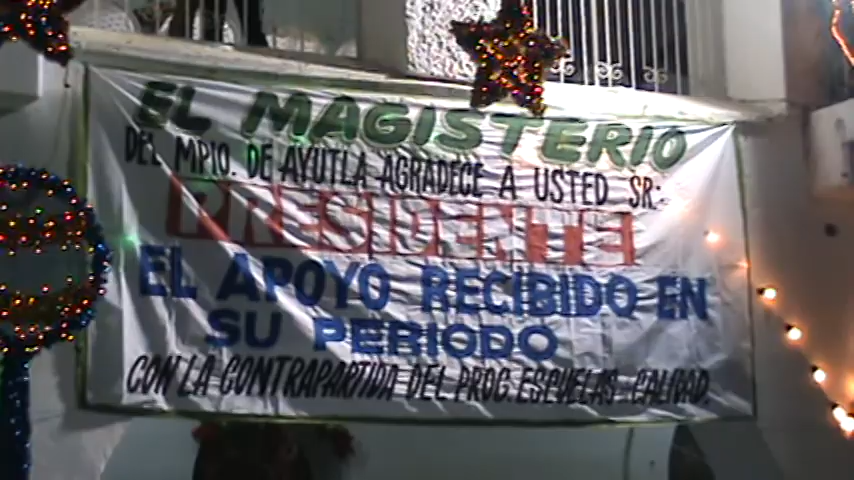 EL MAGISTERIO
DEL MPIO. DE AYUTLA AGRADECE A USTED SR:
PRESIDENTE
EL APOYO RECIBIDO EN
SU PERIODO
CON LA CONTRAPARTIDA DEL PROG. ESCUELAS CALIDAD.